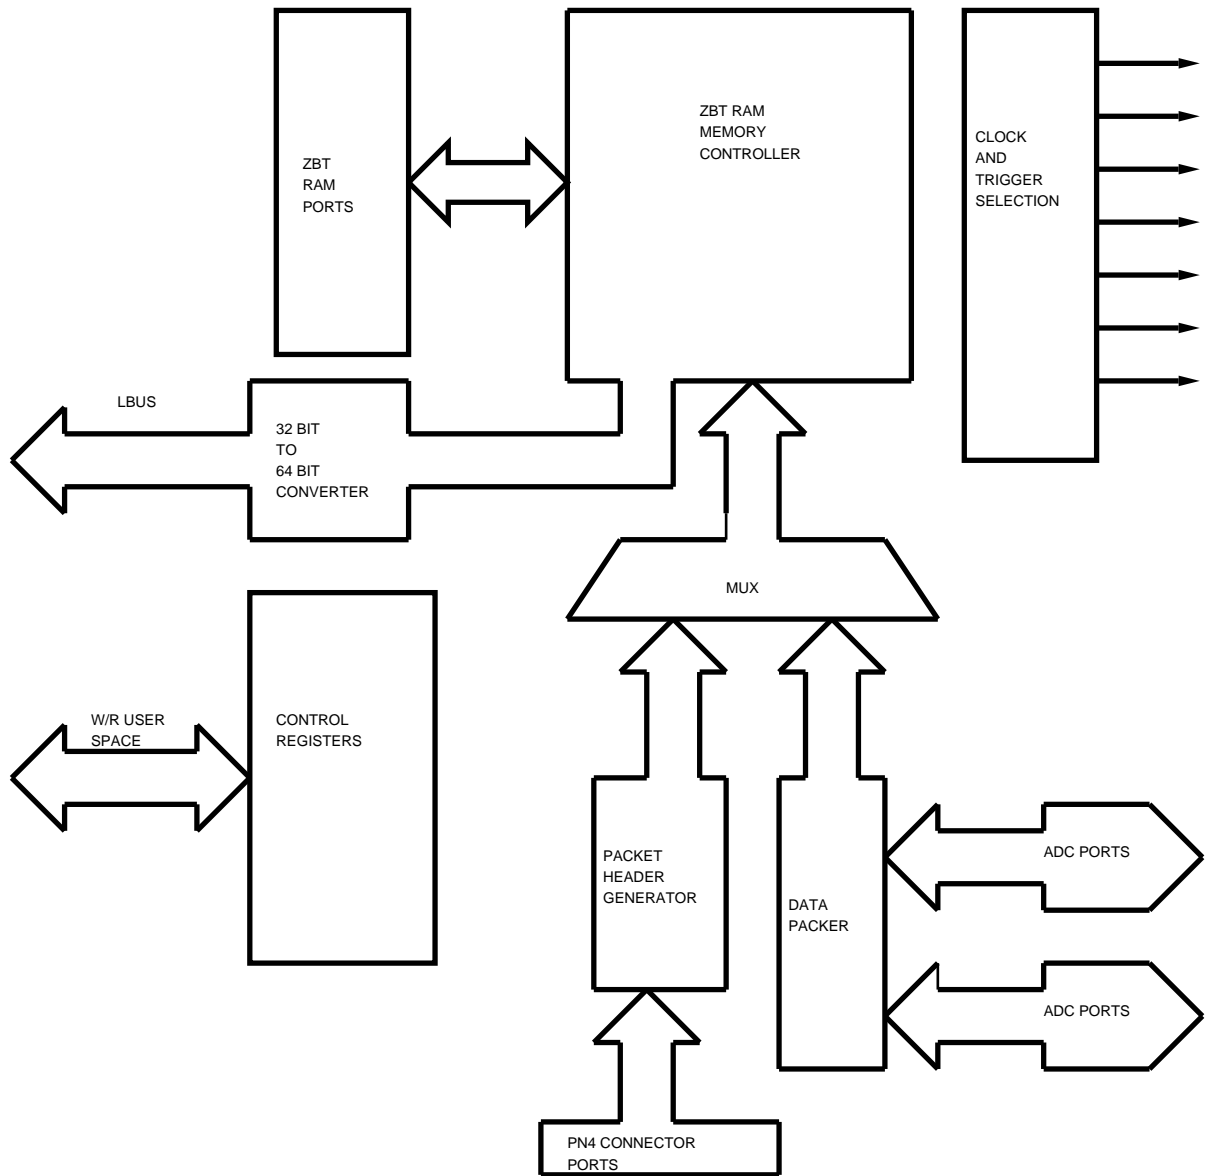 ZBT
RAM
PORTS
ZBT RAM
MEMORY
CONTROLLER
CLOCK
AND
TRIGGER
SELECTION
LBUS
32 BIT
TO
64 BIT
CONVERTER
MUX
W/R USER
SPACE
CONTROL
REGISTERS
PACKET
HEADER
GENERATOR
DATA
PACKER
ADC PORTS
ADC PORTS
PN4 CONNECTOR
PORTS